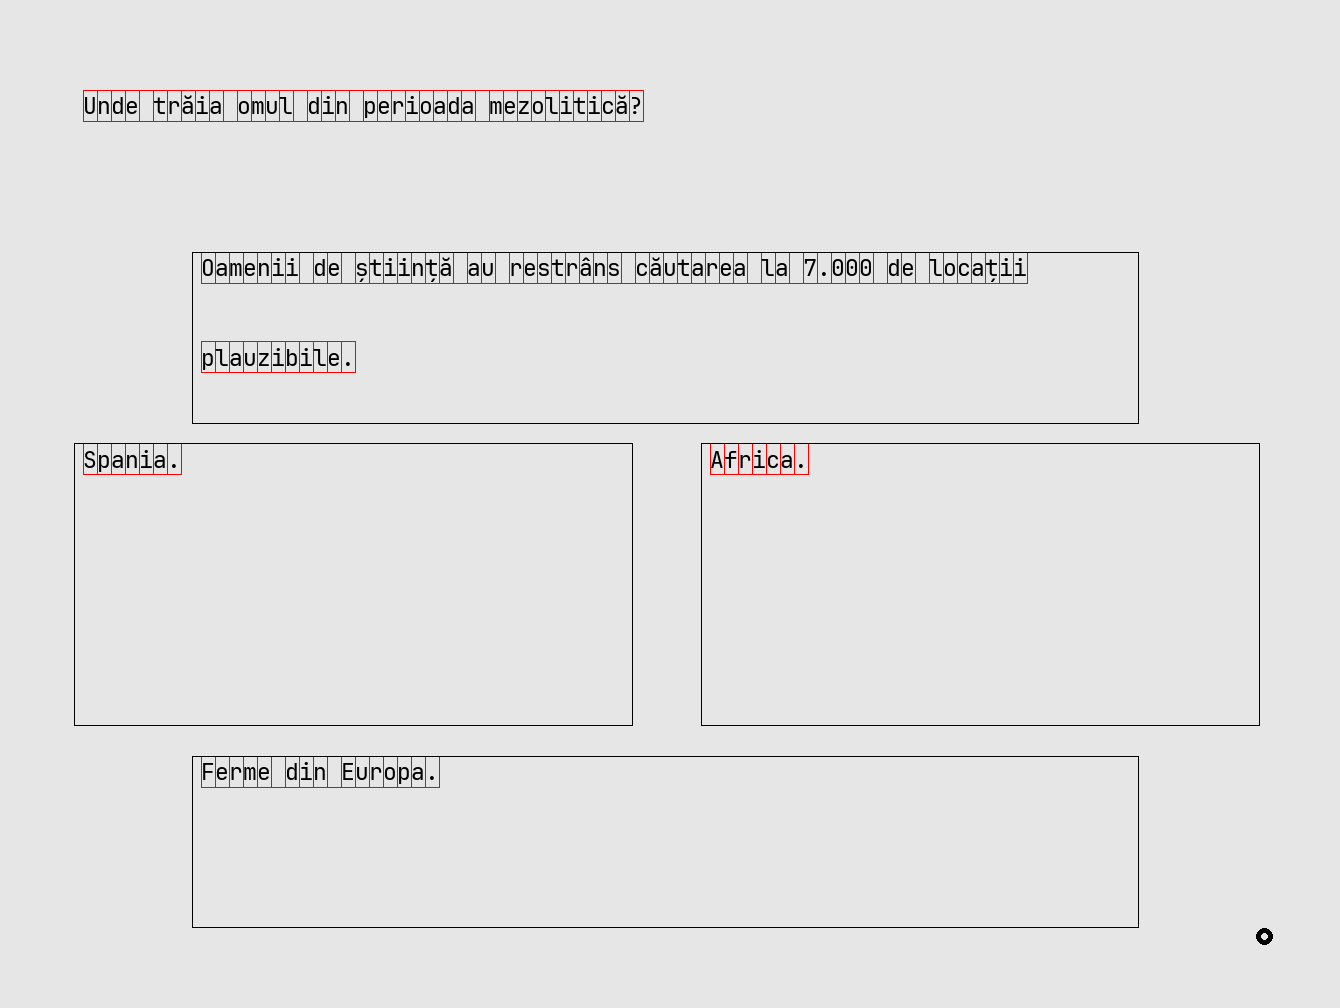 Unde trăia omul din perioada mezolitică?
Oamenii de știință au restrâns căutarea la 7.000 de locații
plauzibile.
Spania.
Africa.
Ferme din Europa.